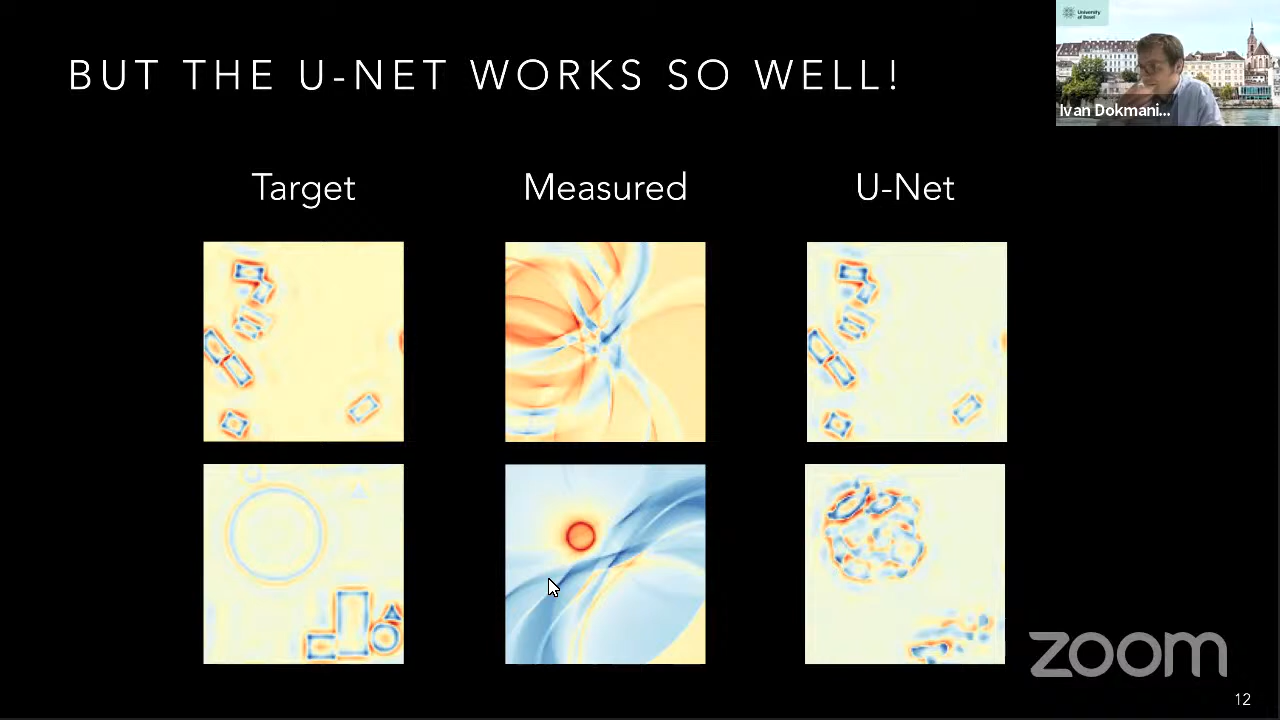 BUT THE U-NET WORKS SO WELL!
University
of Basel
Ivan Dokmani...
Target
Measured
U-Net
zoom
12